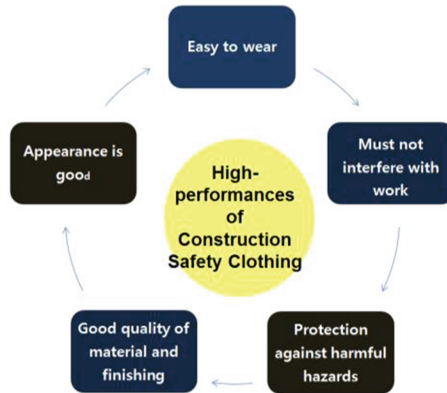 Easy to wear
Must not
interfere with
work
Protection
against harmful
hazards
Good quality of
material and
finishing
Appearance is
good
High-
performances
of
Construction
Safety Clothing